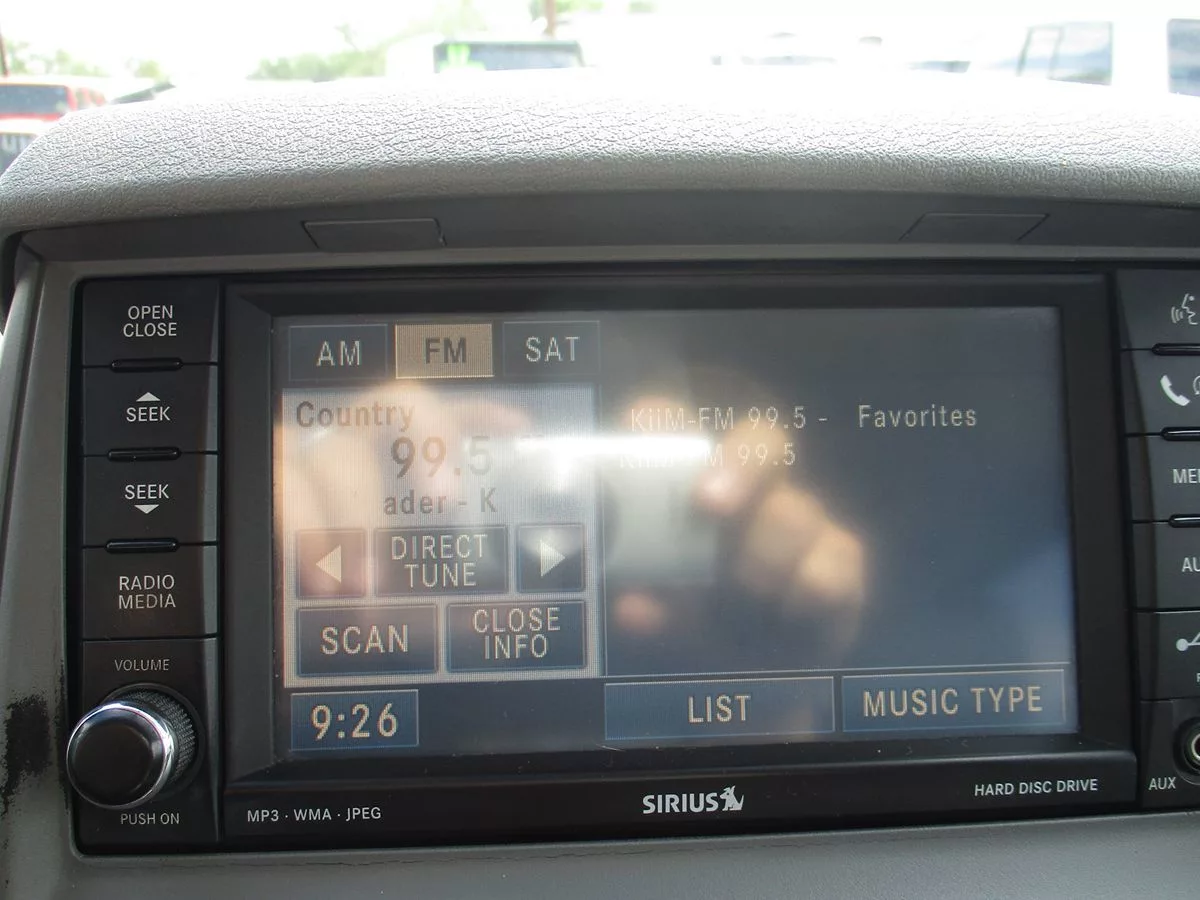 OPEN
CLOSE
SEEK
SEEK
RADIO
MEDIA
VOLUME
PUSH ON
AM
FM
SAT
Country
99.5
ader - K
DIRECT
TUNE
SCAN
CLOSE
INFO
9:26
KiiM-FM 99.5 - Favorites
99.5
LIST
MUSIC TYPE
MP3 · WMA · JPEG
SIRIUS
HARD DISC DRIVE
AUX